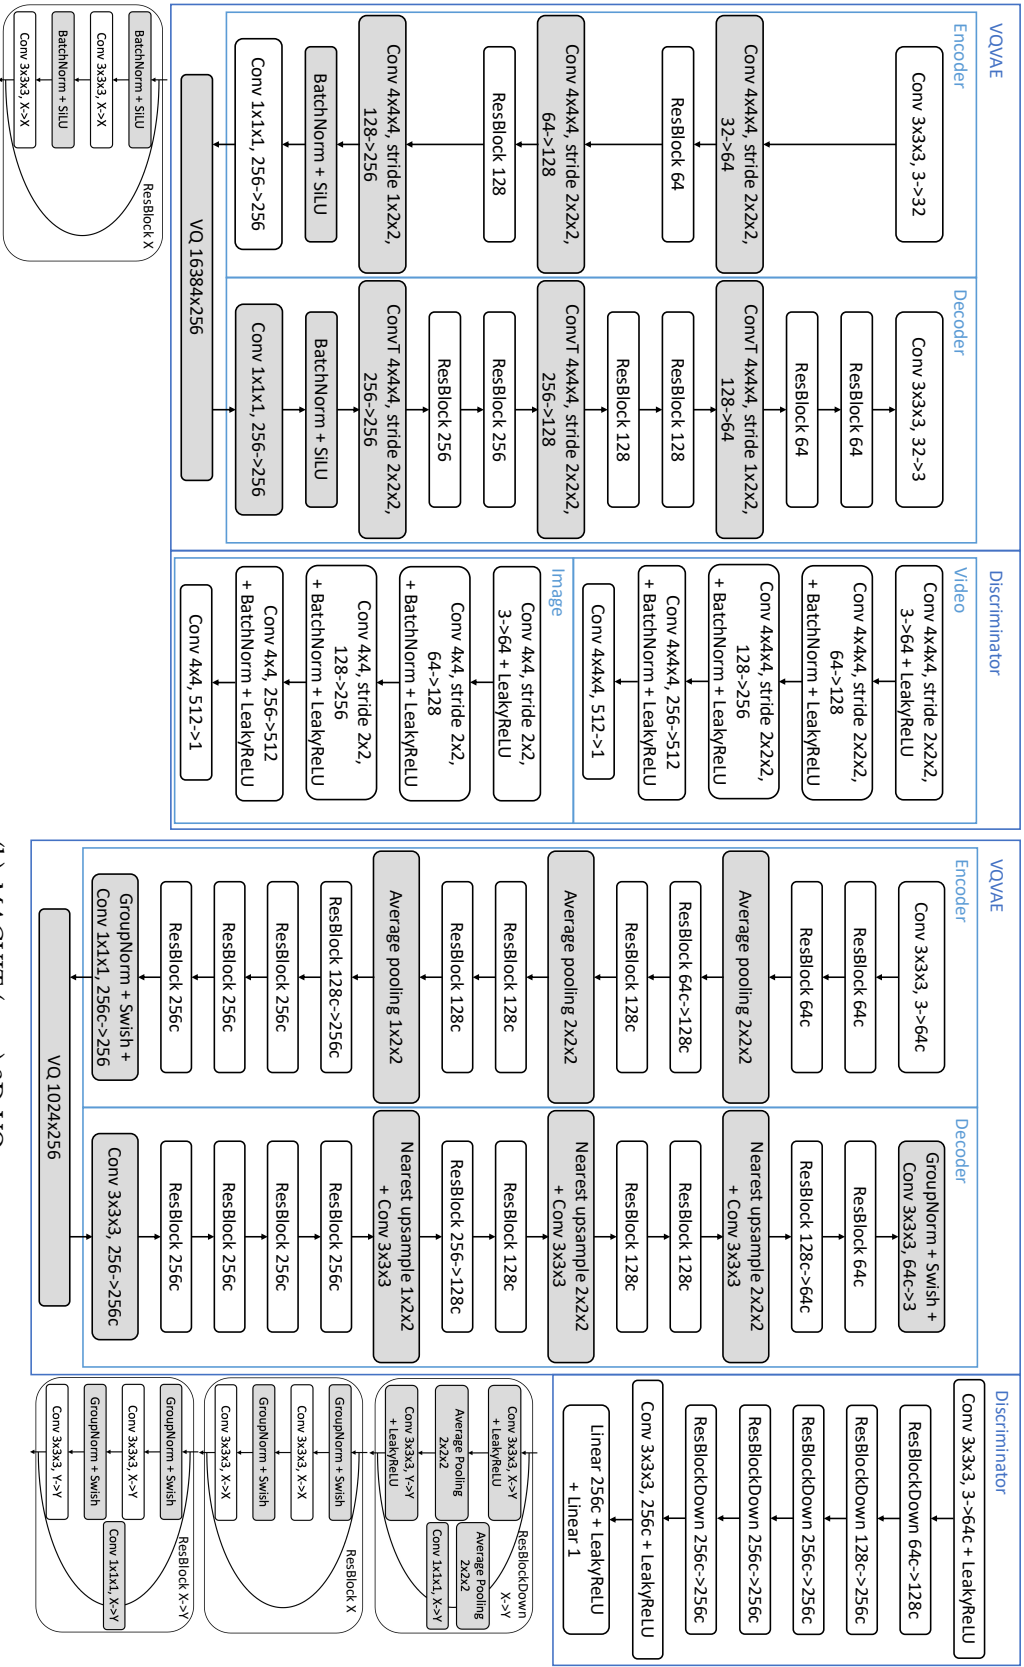 VQVAE
Encoder
Conv 3x3x3, 3->32
Conv 4x4x4, stride 2x2x2,
32->64
ResBlock 64
Conv 4x4x4, stride 2x2x2,
64->128
ResBlock 128
Conv 4x4x4, stride 1x2x2,
128->256
BatchNorm + SiLU
Conv 1x1x1, 256->256
VQ 16384x256
Decoder
Conv 3x3x3, 32->3
ResBlock 64
ResBlock 64
ConvT 4x4x4, stride 1x2x2,
128->64
ResBlock 128
ResBlock 128
ConvT 4x4x4, stride 2x2x2,
256->128
ResBlock 256
ResBlock 256
ConvT 4x4x4, stride 2x2x2,
256->256
BatchNorm + SiLU
Conv 1x1x1, 256->256
ResBlock X
BatchNorm + SiLU
Conv 3x3x3, X->X
BatchNorm + SiLU
Conv 3x3x3, X->X
Discriminator
Video
Conv 4x4x4, stride 2x2x2,
3->64 + LeakyReLU
Conv 4x4x4, stride 2x2x2,
64->128
+ BatchNorm + LeakyReLU
Conv 4x4x4, stride 2x2x2,
128->256
+ BatchNorm + LeakyReLU
Conv 4x4x4, 256->512
+ BatchNorm + LeakyReLU
Conv 4x4x4, 512->1
Image
Conv 4x4, stride 2x2,
3->64 + LeakyReLU
Conv 4x4, stride 2x2,
64->128
+ BatchNorm + LeakyReLU
Conv 4x4, stride 2x2,
128->256
+ BatchNorm + LeakyReLU
Conv 4x4, 256->512
+ BatchNorm + LeakyReLU
Conv 4x4, 512->1
VQVAE
Encoder
Conv 3x3x3, 3->64c
ResBlock 64c
ResBlock 64c
Average pooling 2x2x2
ResBlock 64c->128c
ResBlock 128c
Average pooling 2x2x2
ResBlock 128c
ResBlock 128c
Average pooling 1x2x2
ResBlock 128c->256c
ResBlock 256c
ResBlock 256c
ResBlock 256c
GroupNorm + Swish +
Conv 1x1x1, 256c->256
VQ 1024x256
Decoder
GroupNorm + Swish +
Conv 3x3x3, 64c->3
ResBlock 64c
ResBlock 128c->64c
Nearest upsample 2x2x2
+ Conv 3x3x3
ResBlock 128c
ResBlock 128c
Nearest upsample 2x2x2
+ Conv 3x3x3
ResBlock 128c
ResBlock 256->128c
Nearest upsample 1x2x2
+ Conv 3x3x3
ResBlock 256c
ResBlock 256c
ResBlock 256c
ResBlock 256c
Conv 3x3x3, 256->256c
Discriminator
Conv 3x3x3, 3->64c + LeakyReLU
ResBlockDown 64c->128c
ResBlockDown 128c->256c
ResBlockDown 256c->256c
ResBlockDown 256c->256c
ResBlockDown 256c->256c
Conv 3x3x3, 256c + LeakyReLU
Linear 256c + LeakyReLU
+ Linear 1
ResBlockDown
X->Y
Conv 3x3x3, X->Y
+ LeakyReLU
Average Pooling
2x2x2
Conv 3x3x3, Y->Y
+ LeakyReLU
Average Pooling
2x2x2
Conv 1x1x1, X->Y
ResBlock X
GroupNorm + Swish
Conv 3x3x3, X->X
GroupNorm + Swish
Conv 3x3x3, X->X
ResBlock X->Y
GroupNorm + Swish
Conv 3x3x3, X->Y
GroupNorm + Swish
Conv 3x3x3, Y->Y
Conv 1x1x1, X->Y